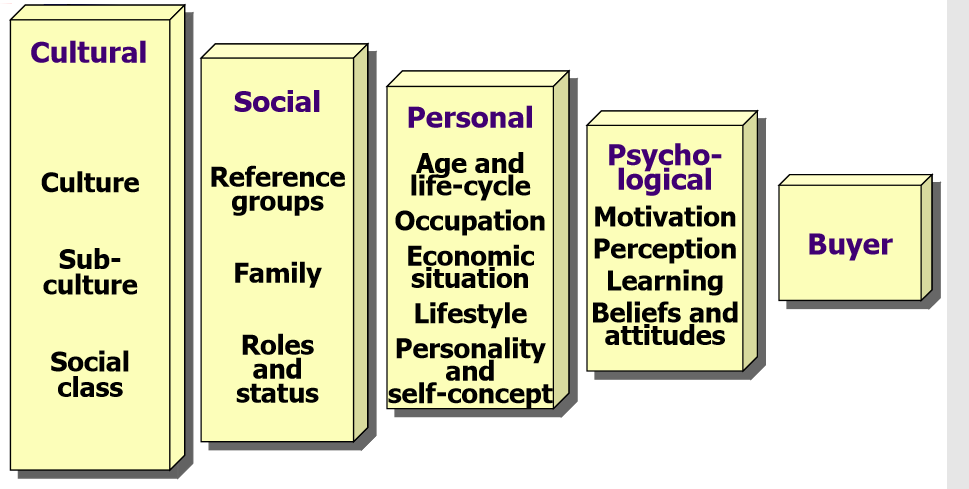 Cultural
Culture
Sub-
culture
Social
class
Social
Reference
groups
Family
Roles
and
status
Personal
Age and
life-cycle
Occupation
Economic
situation
Lifestyle
Personality
and
self-concept
Psycho-
logical
Motivation
Perception
Learning
Beliefs and
attitudes
Buyer